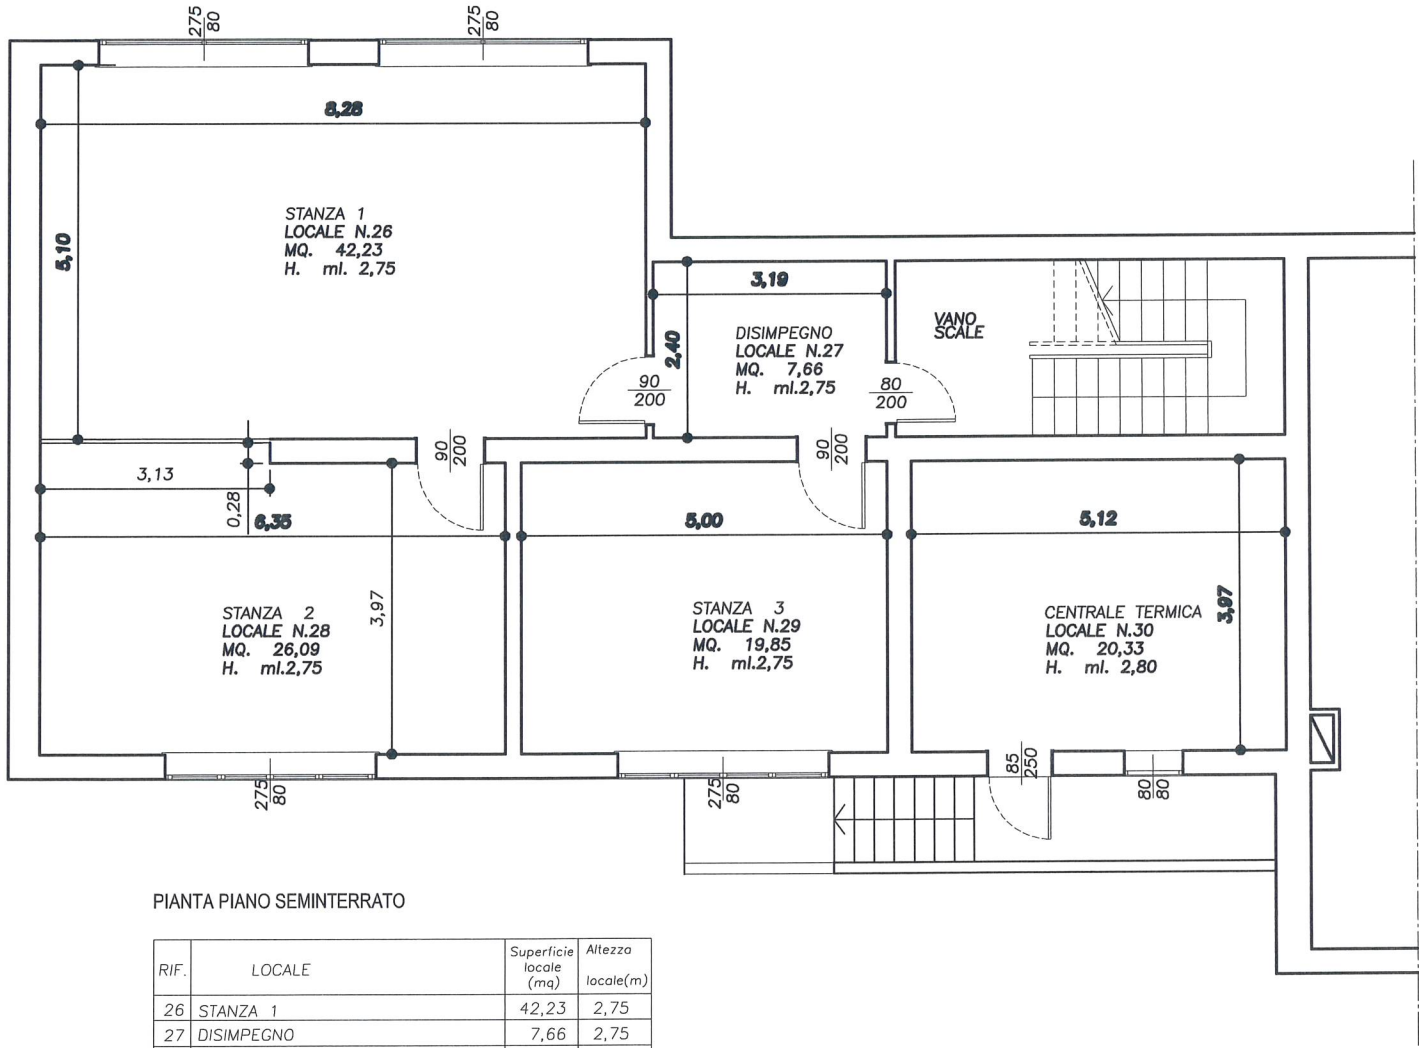 275
80
275
80
8,28
5,10
STANZA 1
LOCALE N.26
MQ. 42,23
H. ml. 2,75
3,19
2,40
DISIMPEGNO
LOCALE N.27
MQ. 7,66
H. ml.2,75
VANO
SCALE
90
200
80
200
90
200
90
200
3,13
0,28
6,35
5,00
5,12
3,97
3,97
STANZA 2
LOCALE N.28
MQ. 26,09
H. ml.2,75
STANZA 3
LOCALE N.29
MQ. 19,85
H. ml.2,75
CENTRALE TERMICA
LOCALE N.30
MQ. 20,33
H. ml. 2,80
275
80
275
80
85
250
80
80
PIANTA PIANO SEMINTERRATO
RIF. LOCALE Superficie locale (mq) Altezza locale(m)
26 STANZA 1 42,23 2,75
27 DISIMPEGNO 7,66 2,75